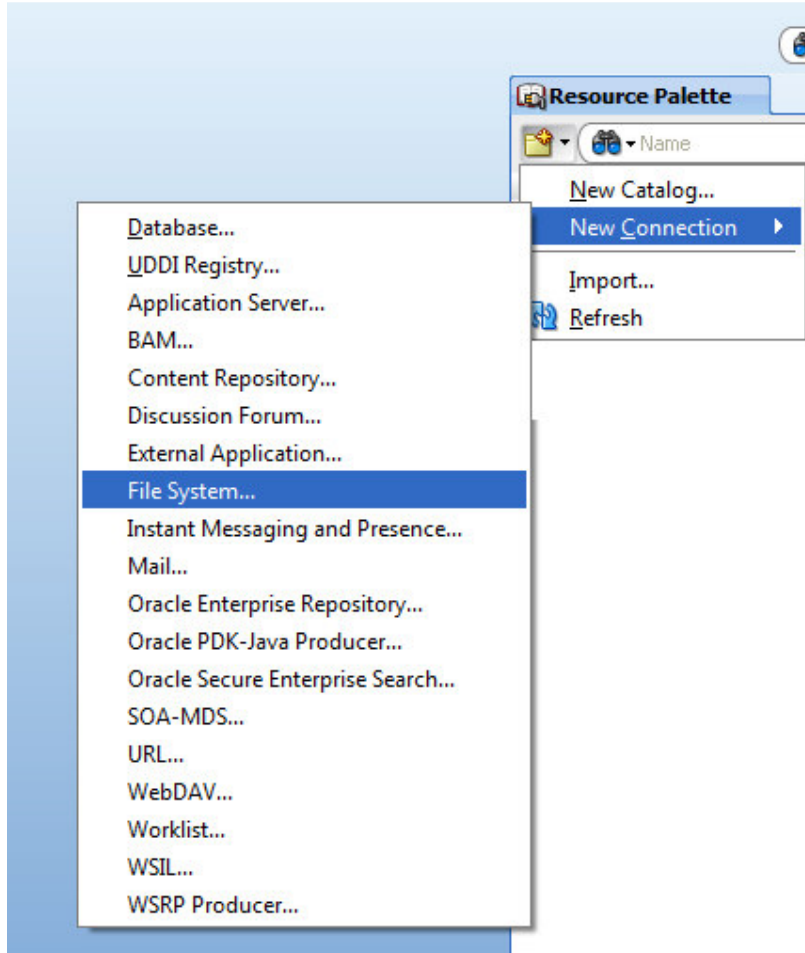 Resource Palette
Name
New Catalog...
New Connection
Import...
Refresh
Database...
UDDI Registry...
Application Server...
BAM...
Content Repository...
Discussion Forum...
External Application...
File System...
Instant Messaging and Presence...
Mail...
Oracle Enterprise Repository...
Oracle PDK-Java Producer...
Oracle Secure Enterprise Search...
SOA-MDS...
URL...
WebDAV...
Worklist...
WSIL...
WSRP Producer...